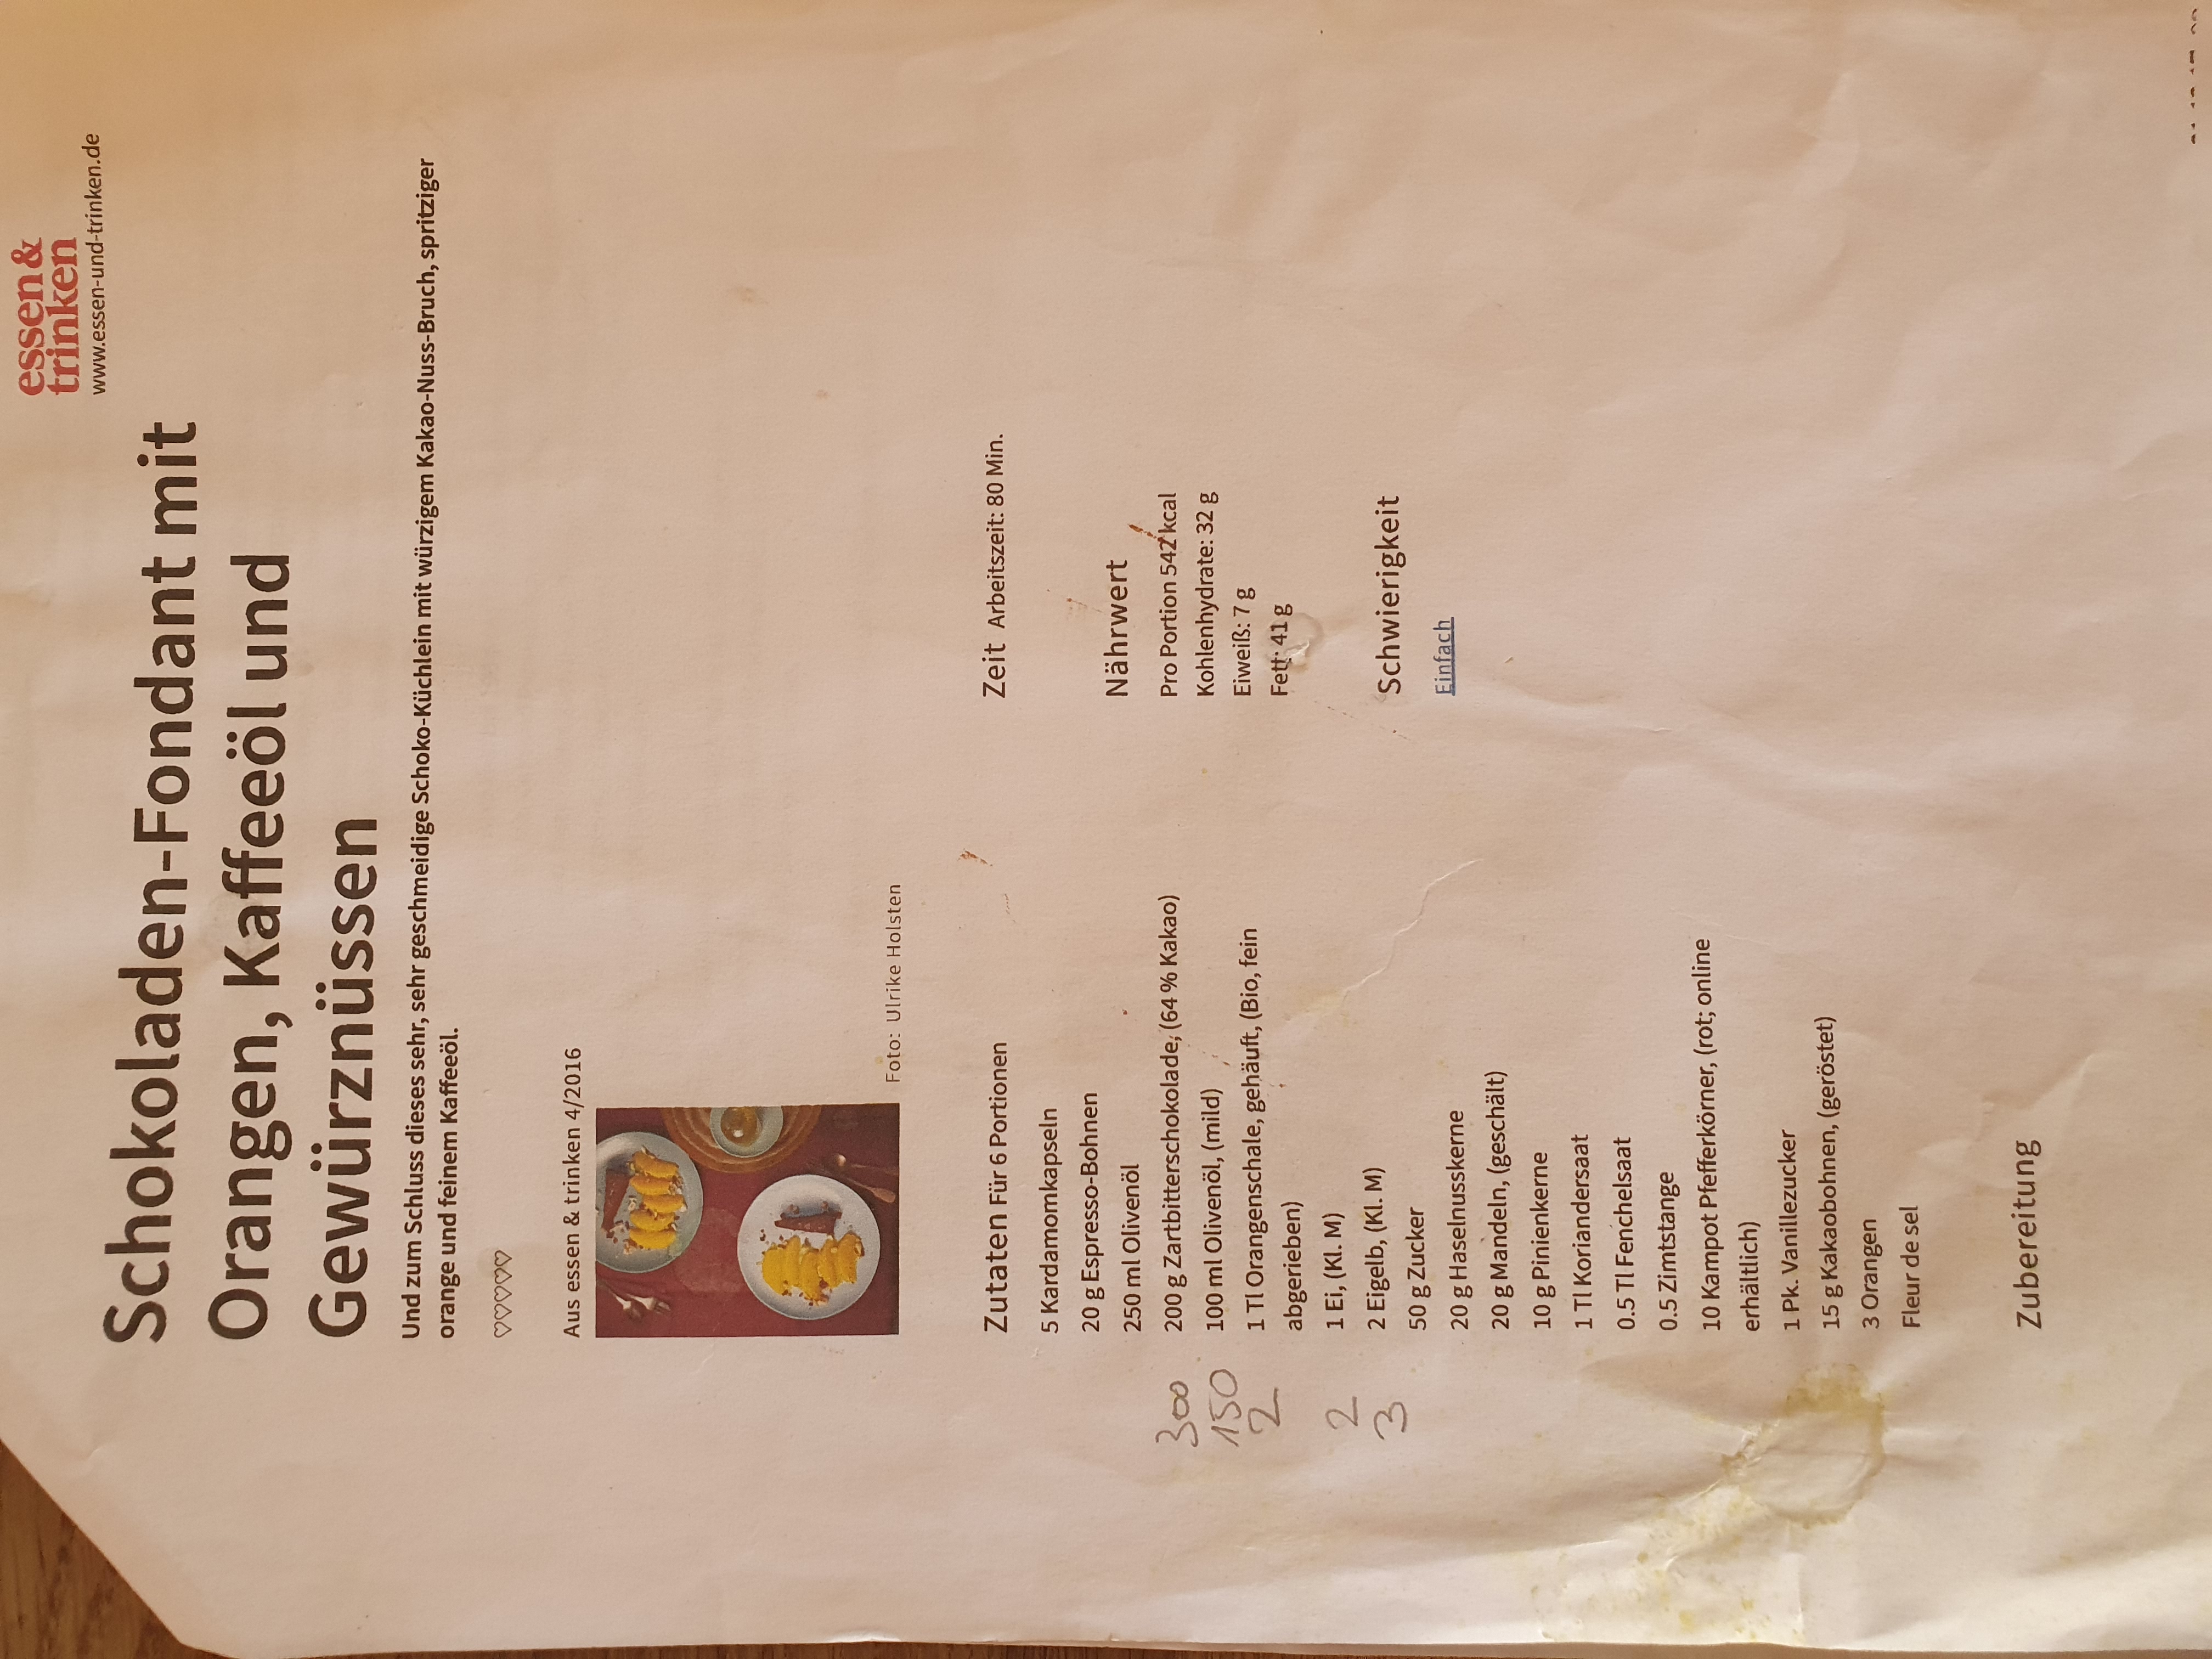 essen&
trinken
www.essen-und-trinken.de
Schokoladen-Fondant mit
Orangen, Kaffeeöl und
Gewürznüssen
Und zum Schluss dieses sehr, sehr geschmeidige Schoko-Küchlein mit würzigem Kakao-Nuss-Bruch, spritziger
orange und feinem Kaffeeöl.
♡♡♡♡♡
Aus essen & trinken 4/2016
Foto: Ulrike Holsten
Zutaten Für 6 Portionen
5 Kardamomkapseln
20 g Espresso-Bohnen
250 ml Olivenöl
300 200 g Zartbitterschokolade, (64 % Kakao)
150 100 ml Olivenöl, (mild)
2 1 Tl Orangenschale, gehäuft, (Bio, fein
abgerieben)
2 1 Ei, (Kl. M)
3 2 Eigelb, (Kl. M)
50 g Zucker
20 g Haselnusskerne
20 g Mandeln, (geschält)
10 g Pinienkerne
1 Tl Koriandersaat
0.5 Tl Fenchelsaat
0.5 Zimtstange
10 Kampot Pfefferkörner, (rot; online
erhältlich)
1 Pk. Vanillezucker
15 g Kakaobohnen, (geröstet)
3 Orangen
Fleur de sel
Zeit Arbeitszeit: 80 Min.
Nährwert
Pro Portion 542 kcal
Kohlenhydrate: 32 g
Eiweiß: 7 g
Fett: 41 g
Schwierigkeit
Einfach
Zubereitung